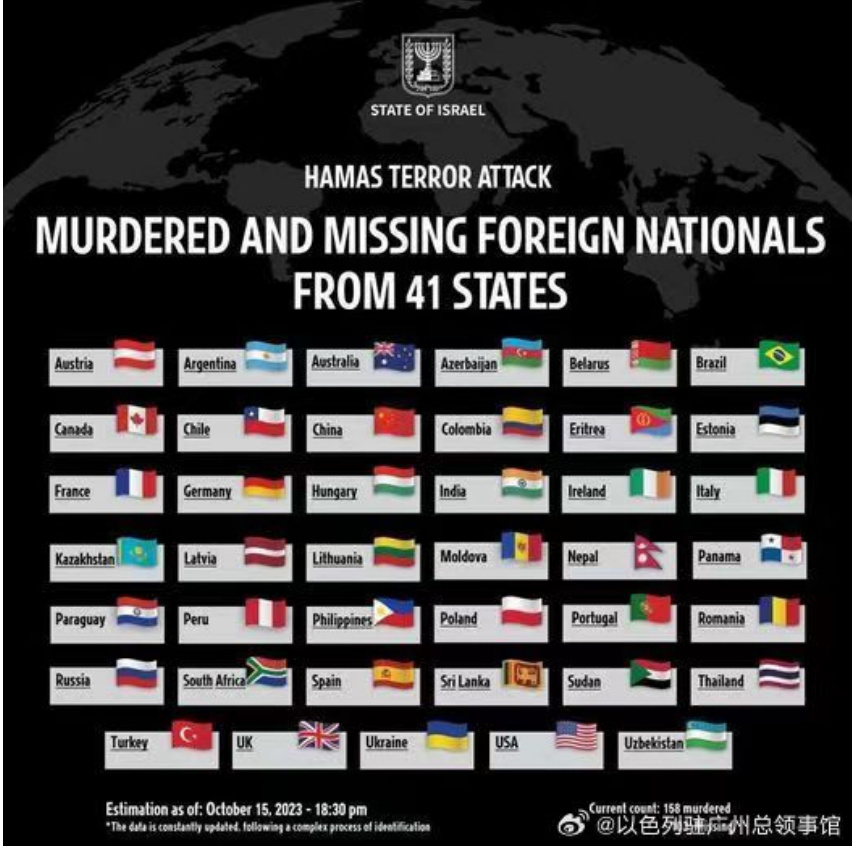 STATE OF ISRAEL
HAMAS TERROR ATTACK
MURDERED AND MISSING FOREIGN NATIONALS
FROM 41 STATES
Austria Argentina Australia Azerbaijan Belarus Brazil
Canada Chile China Colombia Eritrea Estonia
France Germany Hungary India Ireland Italy
Kazakhstan Latvia Lithuania Moldova Nepal Panama
Paraguay Peru Philippines Poland Portugal Romania
Russia South Africa Spain Sri Lanka Sudan Thailand
Turkey UK Ukraine USA Uzbekistan
Estimation as of: October 15, 2023 - 18:30 pm
*The data is constantly updated, following a complex process of identification
Current count: 158 murdered
@以色列驻广州总领事馆